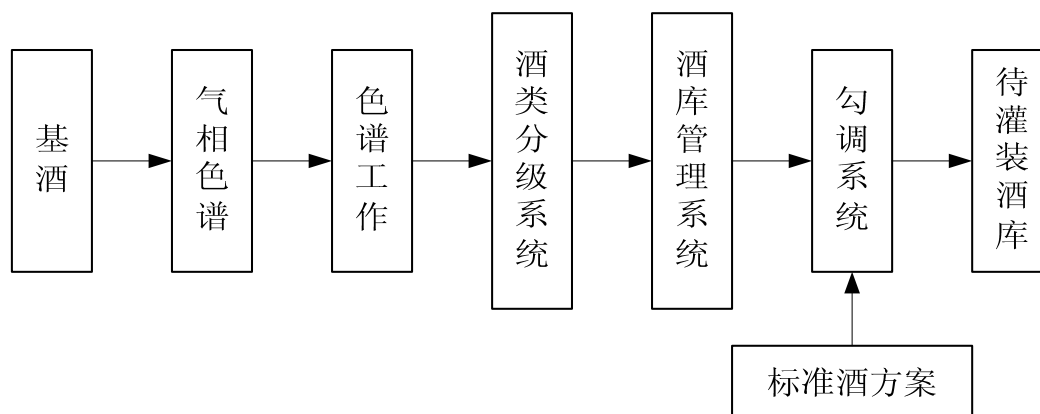 基酒
气相色谱
色谱工作
酒类分级系统
酒库管理系统
勾调系统
待灌装酒库
标准酒方案